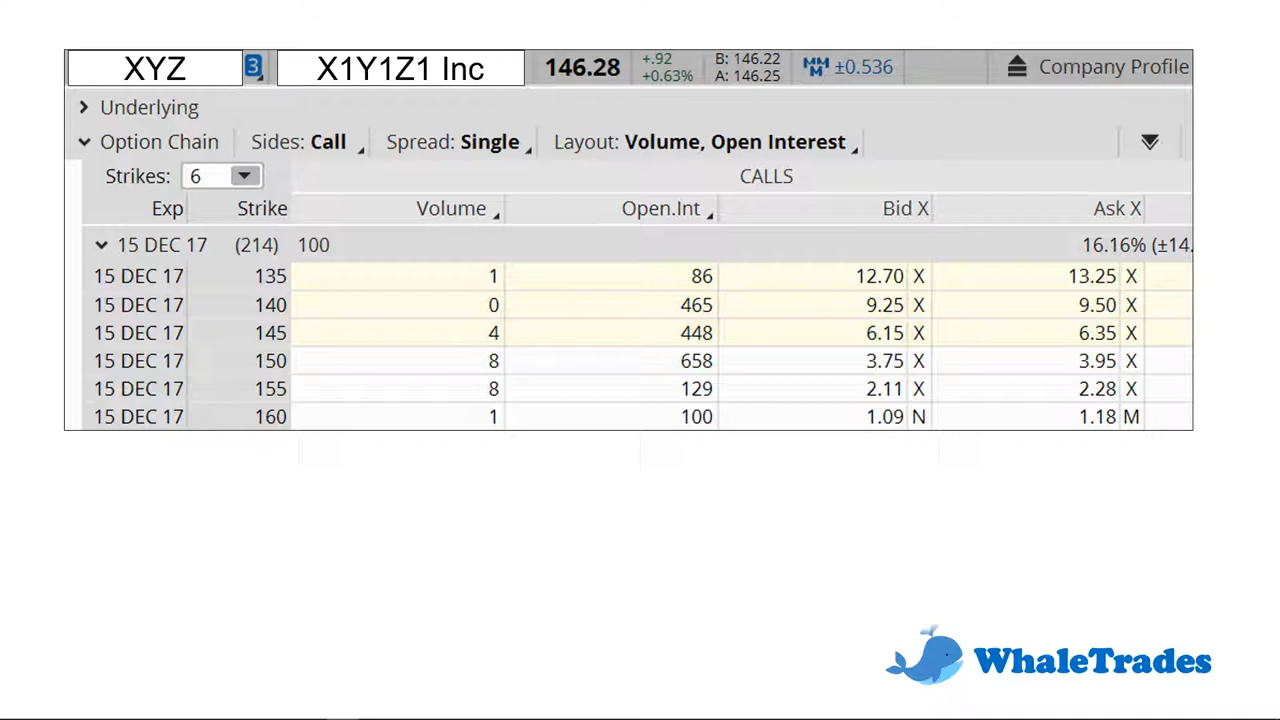 XYZ 3 X1Y1Z1 Inc 146.28 +.92 +0.63% B: 146.22 A: 146.25 MMM ±0.536 Company Profile
Underlying
Option Chain Sides: Call Spread: Single Layout: Volume, Open Interest
Strikes: 6 CALLS
Exp Strike Volume Open.Int Bid X Ask X
15 DEC 17 (214) 100 16.16% (±14.
15 DEC 17 135 1 86 12.70 X 13.25 X
15 DEC 17 140 0 465 9.25 X 9.50 X
15 DEC 17 145 4 448 6.15 X 6.35 X
15 DEC 17 150 8 658 3.75 X 3.95 X
15 DEC 17 155 8 129 2.11 X 2.28 X
15 DEC 17 160 1 100 1.09 N 1.18 M
WhaleTrades